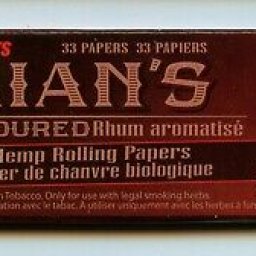 33 PAPERS 33 PAPIERS
IAN'S
OURED Rhum aromatisé
Hemp Rolling Papers
er de chanvre biologique
Tobacco. Only for use with legal smoking herbs.
ation avec le tabac. À utiliser uniquement avec les herbes à